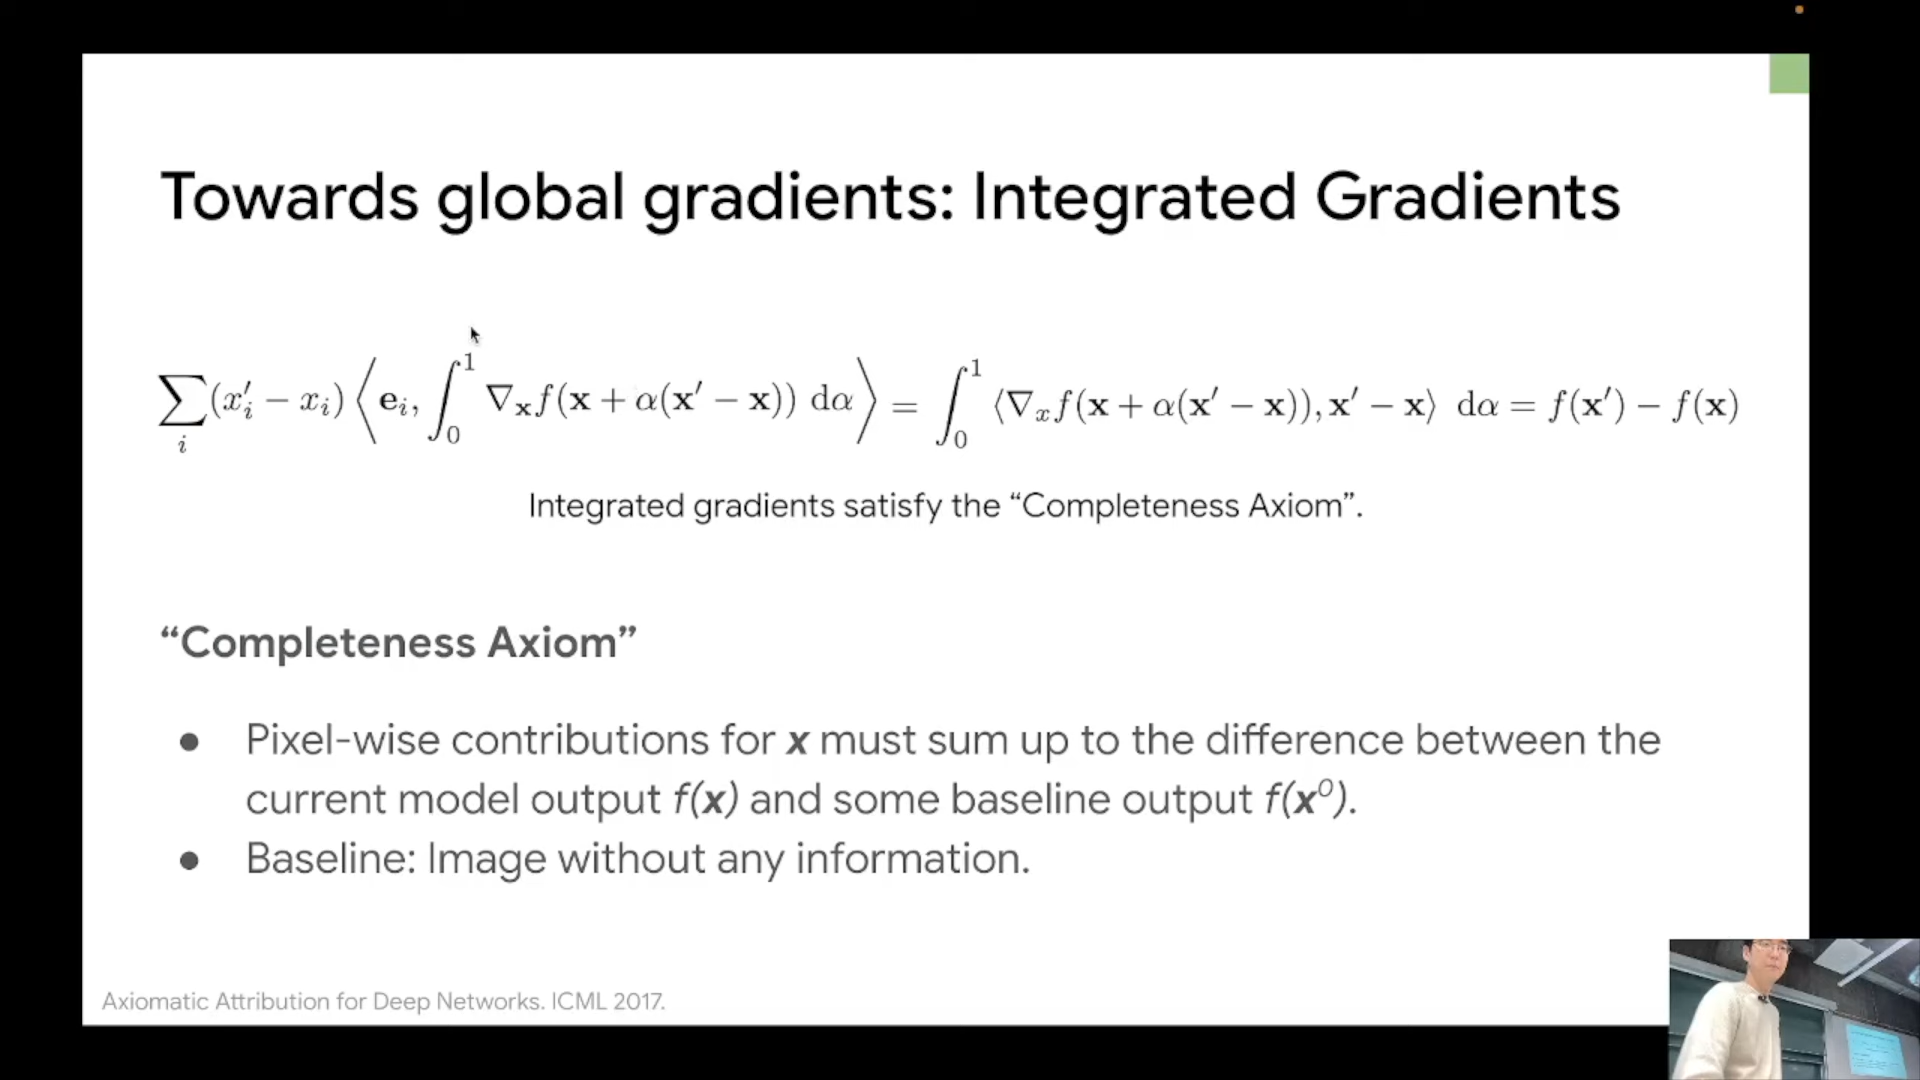 Towards global gradients: Integrated Gradients
∑_i (x′_i − x_i) ⟨e_i, ∫_0^1 ∇_x f(x + α(x′ − x)) dα⟩ = ∫_0^1 ⟨∇_x f(x + α(x′ − x)), x′ − x⟩ dα = f(x′) − f(x)
Integrated gradients satisfy the “Completeness Axiom”.
“Completeness Axiom”
● Pixel-wise contributions for x must sum up to the difference between the
current model output f(x) and some baseline output f(x⁰).
● Baseline: Image without any information.
Axiomatic Attribution for Deep Networks. ICML 2017.